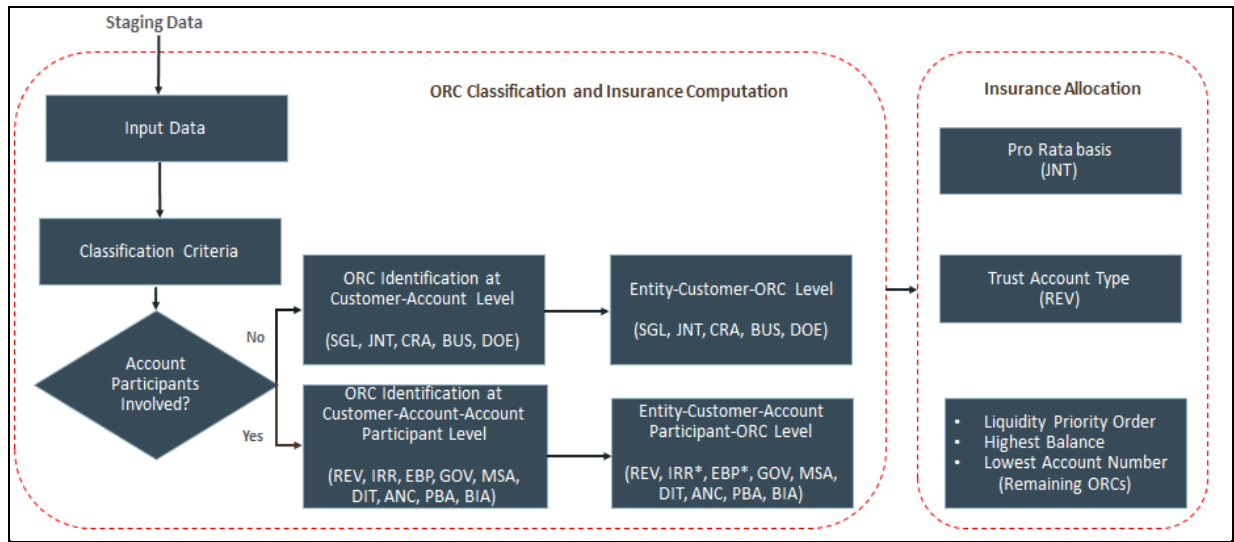 Staging Data
ORC Classification and Insurance Computation
Input Data
Classification Criteria
Account
Participants
Involved?
No
Yes
ORC Identification at
Customer-Account Level
(SGL, JNT, CRA, BUS, DOE)
Entity-Customer-ORC Level
(SGL, JNT, CRA, BUS, DOE)
ORC Identification at
Customer-Account-Account
Participant Level
(REV, IRR, EBP, GOV, MSA,
DIT, ANC, PBA, BIA)
Entity-Customer-Account
Participant-ORC Level
(REV, IRR*, EBP*, GOV, MSA,
DIT, ANC, PBA, BIA)
Insurance Allocation
Pro Rata basis
(JNT)
Trust Account Type
(REV)
• Liquidity Priority Order
• Highest Balance
• Lowest Account Number
(Remaining ORCs)